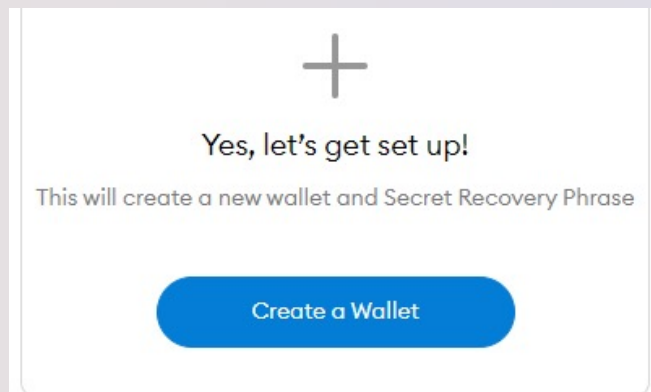 Yes, let's get set up!
This will create a new wallet and Secret Recovery Phrase
Create a Wallet